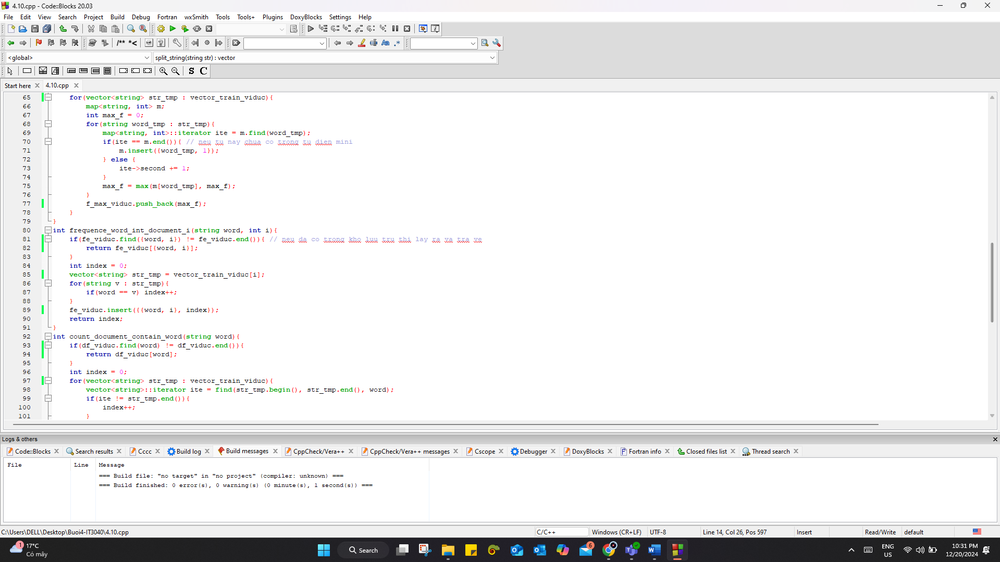 4.10.cpp - Code::Blocks 20.03
File Edit View Search Project Build Debug Fortran wxSmith Tools Tools+ Plugins DoxyBlocks Settings Help
/** *<
Aa .*
<global> split_string(string str) : vector
S C
Start here 4.10.cpp
65 for(vector<string> str_tmp : vector_train_viduc){
66 map<string, int> m;
67 int max_f = 0;
68 for(string word_tmp : str_tmp){
69 map<string, int>::iterator ite = m.find(word_tmp);
70 if(ite == m.end()){ // neu tu nay chua co trong tu dien mini
71 m.insert({word_tmp, 1});
72 } else {
73 ite->second += 1;
74 }
75 max_f = max(m[word_tmp], max_f);
76 }
77 f_max_viduc.push_back(max_f);
78 }
79 }
80 int frequence_word_int_document_i(string word, int i){
81 if(fe_viduc.find({word, i}) != fe_viduc.end()){ // neu da co trong kho luu tru thi lay ra va tra ve
82 return fe_viduc[{word, i}];
83 }
84 int index = 0;
85 vector<string> str_tmp = vector_train_viduc[i];
86 for(string v : str_tmp){
87 if(word == v) index++;
88 }
89 fe_viduc.insert({{word, i}, index});
90 return index;
91 }
92 int count_document_contain_word(string word){
93 if(df_viduc.find(word) != df_viduc.end()){
94 return df_viduc[word];
95 }
96 int index = 0;
97 for(vector<string> str_tmp : vector_train_viduc){
98 vector<string>::iterator ite = find(str_tmp.begin(), str_tmp.end(), word);
99 if(ite != str_tmp.end()){
100 index++;
101 }
Logs & others
Code::Blocks Search results Cccc Build log Build messages CppCheck/Vera++ CppCheck/Vera++ messages Cscope Debugger DoxyBlocks Fortran info Closed files list Thread search
File Line Message
=== Build file: "no target" in "no project" (compiler: unknown) ===
=== Build finished: 0 error(s), 0 warning(s) (0 minute(s), 1 second(s)) ===
C:\Users\DELL\Desktop\Buoi4-IT3040\4.10.cpp C/C++ Windows (CR+LF) UTF-8 Line 14, Col 26, Pos 597 Insert Read/Write default
1 17°C
Có mây
Search
6
ENG
US
10:31 PM
12/20/2024